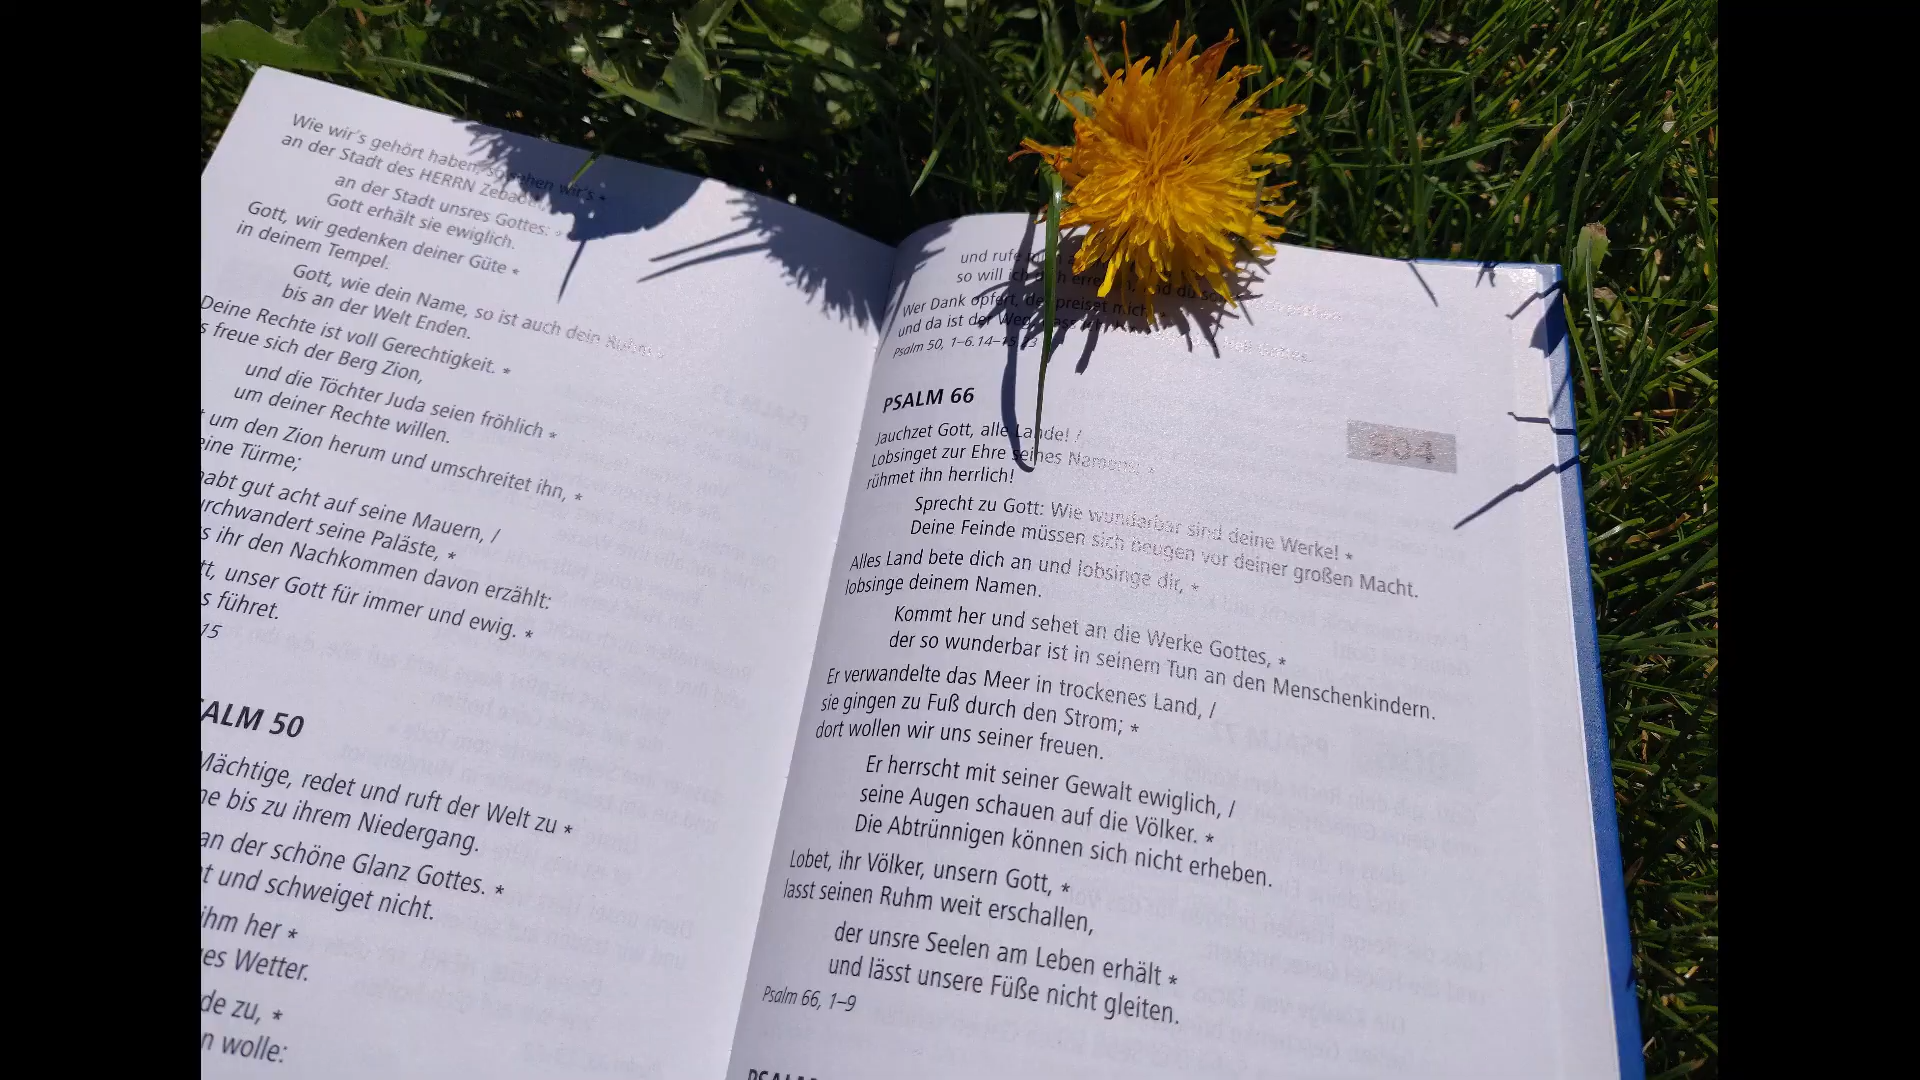 Wie wir's gehört haben, so sehen wir's *
an der Stadt des HERRN Zebaoth,
an der Stadt unsres Gottes: *
Gott erhält sie ewiglich.
Gott, wir gedenken deiner Güte *
in deinem Tempel.
Gott, wie dein Name, so ist auch dein Ruhm *
bis an der Welt Enden.
Deine Rechte ist voll Gerechtigkeit. *
s freue sich der Berg Zion,
und die Töchter Juda seien fröhlich *
um deiner Rechte willen.
um den Zion herum und umschreitet ihn, *
eine Türme;
habt gut acht auf seine Mauern, /
urchwandert seine Paläste, *
s ihr den Nachkommen davon erzählt:
tt, unser Gott für immer und ewig. *
s führet.
15
ALM 50
Mächtige, redet und ruft der Welt zu *
ne bis zu ihrem Niedergang.
an der schöne Glanz Gottes. *
t und schweiget nicht.
ihm her *
es Wetter.
de zu, *
n wolle:
und rufe
so will ich dich erretten, und du
Wer Dank opfert, der preiset mich
und da ist der Weg, dass ich
Psalm 50, 1–6.14–15.23
PSALM 66
904
Jauchzet Gott, alle Lande! /
Lobsinget zur Ehre seines Namens; *
rühmet ihn herrlich!
Sprecht zu Gott: Wie wunderbar sind deine Werke! *
Deine Feinde müssen sich beugen vor deiner großen Macht.
Alles Land bete dich an und lobsinge dir, *
lobsinge deinem Namen.
Kommt her und sehet an die Werke Gottes, *
der so wunderbar ist in seinem Tun an den Menschenkindern.
Er verwandelte das Meer in trockenes Land, /
sie gingen zu Fuß durch den Strom; *
dort wollen wir uns seiner freuen.
Er herrscht mit seiner Gewalt ewiglich, /
seine Augen schauen auf die Völker. *
Die Abtrünnigen können sich nicht erheben.
Lobet, ihr Völker, unsern Gott, *
lasst seinen Ruhm weit erschallen,
der unsre Seelen am Leben erhält *
und lässt unsere Füße nicht gleiten.
Psalm 66, 1–9
PSALM